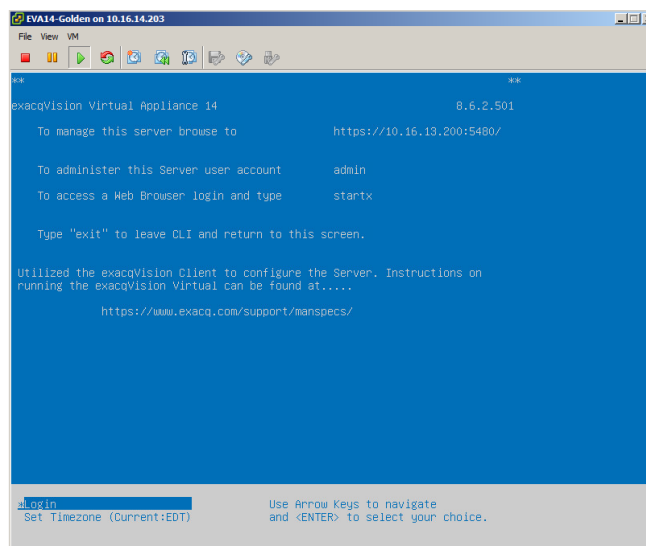 EVA14-Golden on 10.16.14.203
File View VM
** **
exacqVision Virtual Appliance 14 8.6.2.501
To manage this server browse to https://10.16.13.200:5480/
To administer this Server user account admin
To access a Web Browser login and type startx
Type "exit" to leave CLI and return to this screen.
Utilized the exacqVision Client to configure the Server. Instructions on
running the exacqVision Virtual can be found at.....
https://www.exacq.com/support/manspecs/
*Login Use Arrow Keys to navigate
Set Timezone (Current:EDT) and <ENTER> to select your choice.